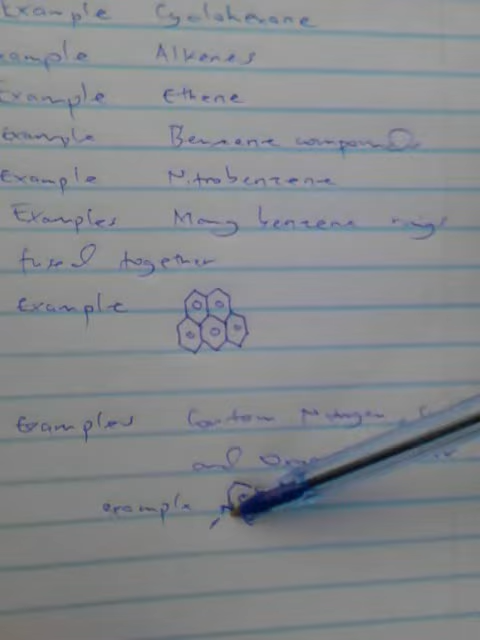 Example Cyclohexane
Example Alkenes
Example Ethene
Example Benzene compound
Example Nitrobenzene
Examples Many benzene rings
fused together
example
Examples Carbon Nitrogen
and
example